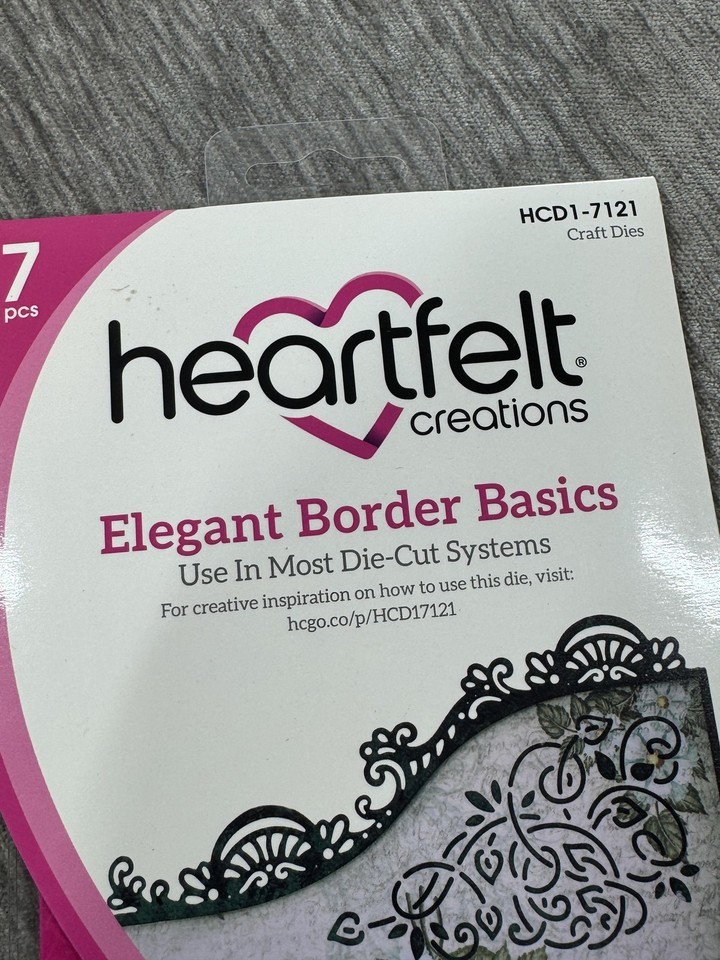 HCD1-7121
Craft Dies
7
pcs
heartfelt®
creations
Elegant Border Basics
Use In Most Die-Cut Systems
For creative inspiration on how to use this die, visit:
hcgo.co/p/HCD17121